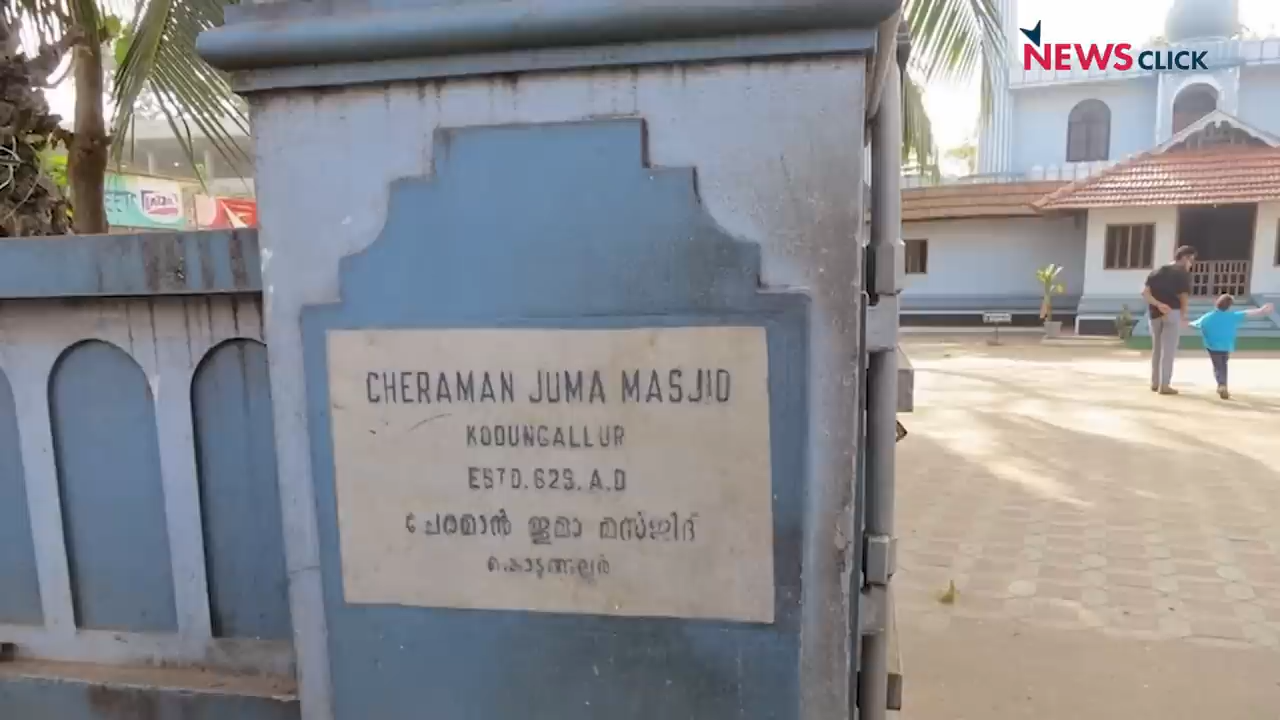 NEWS CLICK
CHERAMAN JUMA MASJID
KODUNGALLUR
ESTD. 629. A.D
ചേരമാൻ ജുമാ മസ്ജിദ്
കൊടുങ്ങല്ലൂർ